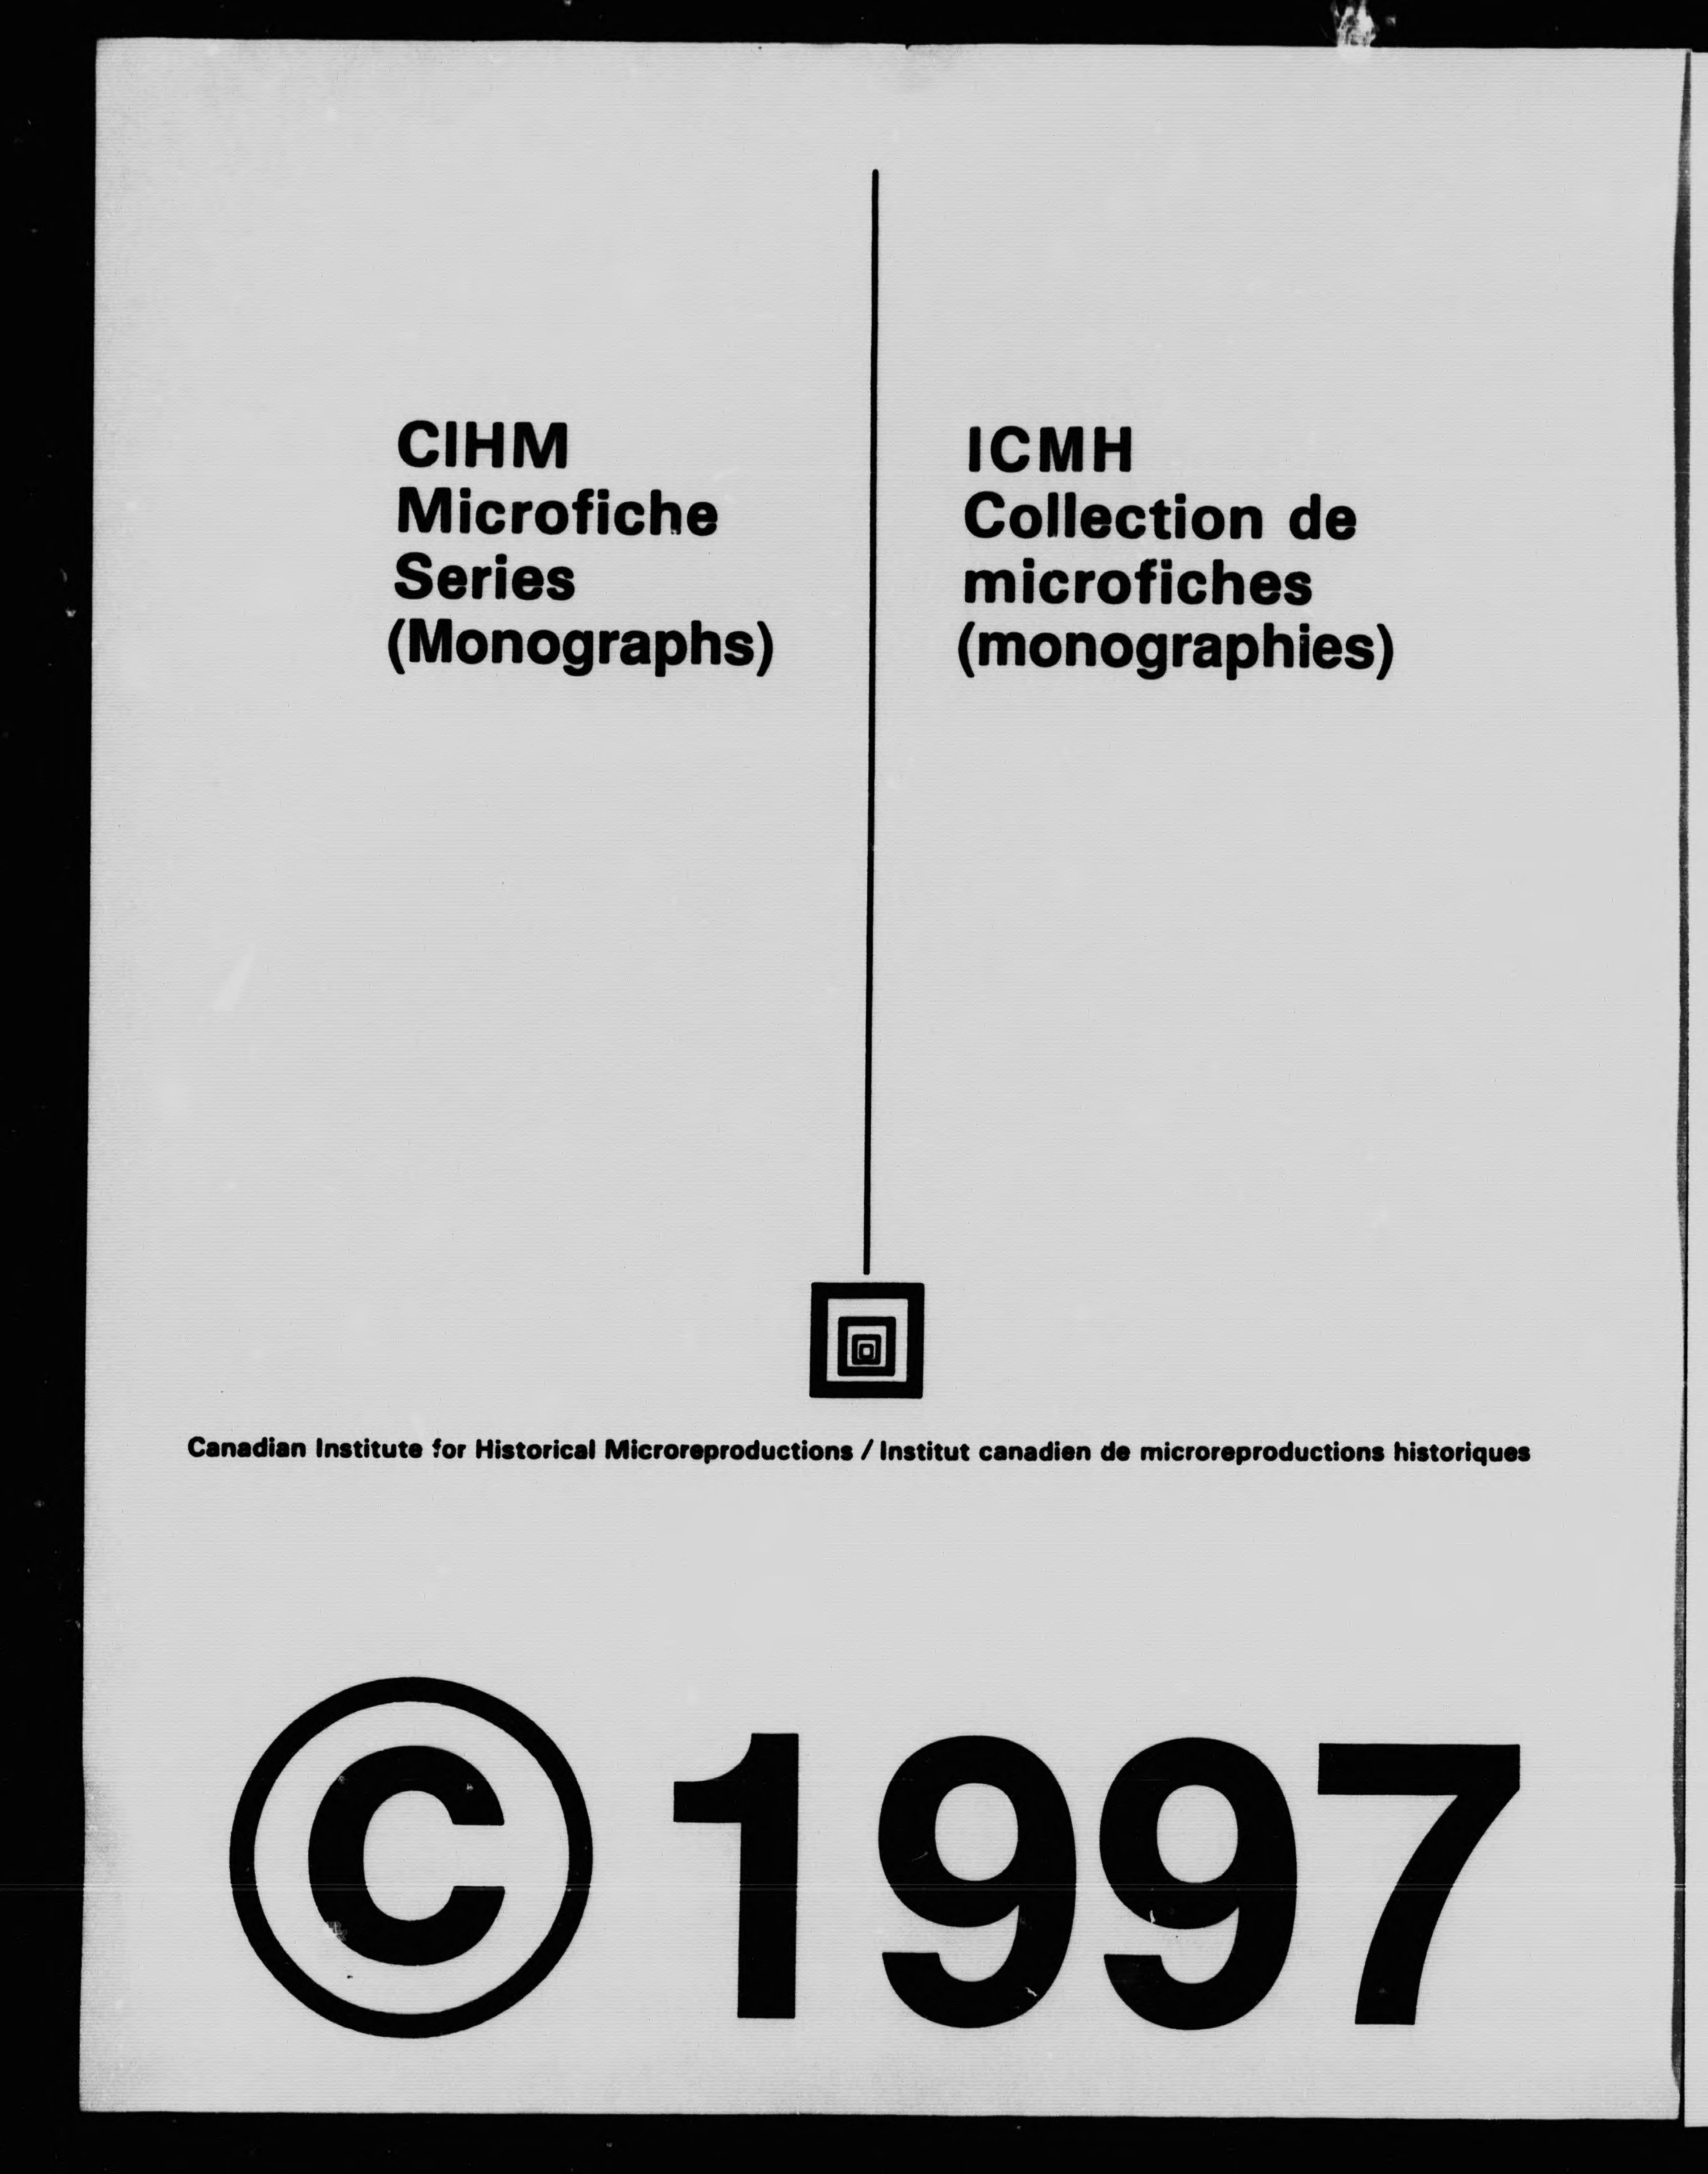 CIHM
Microfiche
Series
(Monographs)
ICMH
Collection de
microfiches
(monographies)
Canadian Institute for Historical Microreproductions / Institut canadien de microreproductions historiques
© 1997